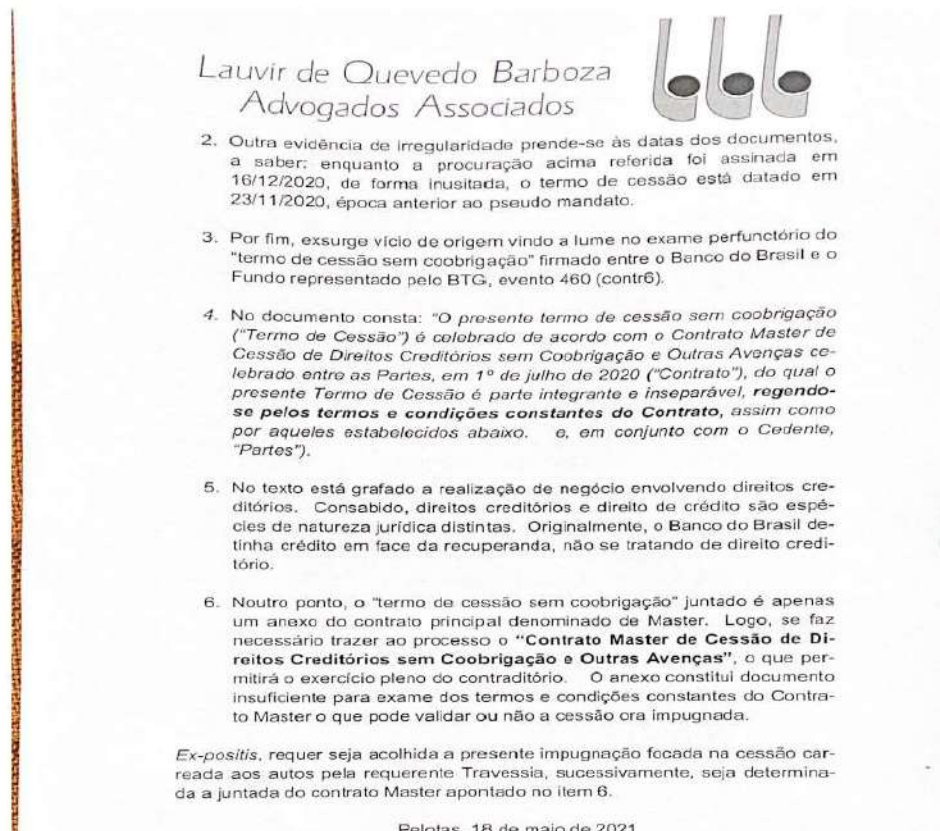 Lauvir de Quevedo Barboza
Advogados Associados
2. Outra evidência de irregularidade prende-se às datas dos documentos,
a saber: enquanto a procuração acima referida foi assinada em
16/12/2020, de forma inusitada, o termo de cessão está datado em
23/11/2020, época anterior ao pseudo mandato.
3. Por fim, exsurge vício de origem vindo a lume no exame perfunctório do
"termo de cessão sem coobrigação" firmado entre o Banco do Brasil e o
Fundo representado pelo BTG, evento 460 (contr6).
4. No documento consta: "O presente termo de cessão sem coobrigação
("Termo de Cessão") é celebrado de acordo com o Contrato Master de
Cessão de Direitos Creditórios sem Coobrigação e Outras Avenças ce-
lebrado entre as Partes, em 1º de julho de 2020 ("Contrato"), do qual o
presente Termo de Cessão é parte integrante e inseparável, regendo-
se pelos termos e condições constantes do Contrato, assim como
por aqueles estabelecidos abaixo. e, em conjunto com o Cedente,
"Partes").
5. No texto está grafado a realização de negócio envolvendo direitos cre-
ditórios. Consabido, direitos creditórios e direito de crédito são espé-
cies de natureza jurídica distintas. Originalmente, o Banco do Brasil de-
tinha crédito em face da recuperanda, não se tratando de direito credi-
tório.
6. Noutro ponto, o "termo de cessão sem coobrigação" juntado é apenas
um anexo do contrato principal denominado de Master. Logo, se faz
necessário trazer ao processo o "Contrato Master de Cessão de Di-
reitos Creditórios sem Coobrigação e Outras Avenças", o que per-
mitirá o exercício pleno do contraditório. O anexo constitui documento
insuficiente para exame dos termos e condições constantes do Contra-
to Master o que pode validar ou não a cessão ora impugnada.
Ex-positis, requer seja acolhida a presente impugnação focada na cessão car-
reada aos autos pela requerente Travessia, sucessivamente, seja determina-
da a juntada do contrato Master apontado no item 6.
Pelotas, 18 de maio de 2021